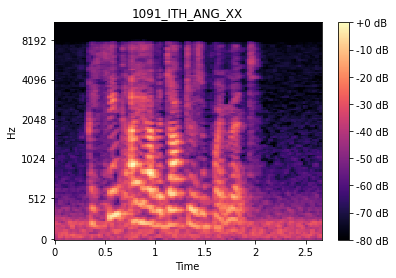 1091_ITH_ANG_XX
+0 dB
8192
-10 dB
4096
-20 dB
-30 dB
2048
Hz
-40 dB
1024
-50 dB
512
-60 dB
-70 dB
0
-80 dB
0 0.5 1 1.5 2 2.5
Time